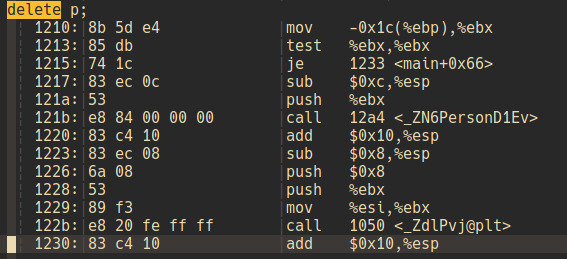 delete p;
1210: 8b 5d e4 mov -0x1c(%ebp),%ebx
1213: 85 db test %ebx,%ebx
1215: 74 1c je 1233 <main+0x66>
1217: 83 ec 0c sub $0xc,%esp
121a: 53 push %ebx
121b: e8 84 00 00 00 call 12a4 <_ZN6PersonD1Ev>
1220: 83 c4 10 add $0x10,%esp
1223: 83 ec 08 sub $0x8,%esp
1226: 6a 08 push $0x8
1228: 53 push %ebx
1229: 89 f3 mov %esi,%ebx
122b: e8 20 fe ff ff call 1050 <_ZdlPvj@plt>
1230: 83 c4 10 add $0x10,%esp